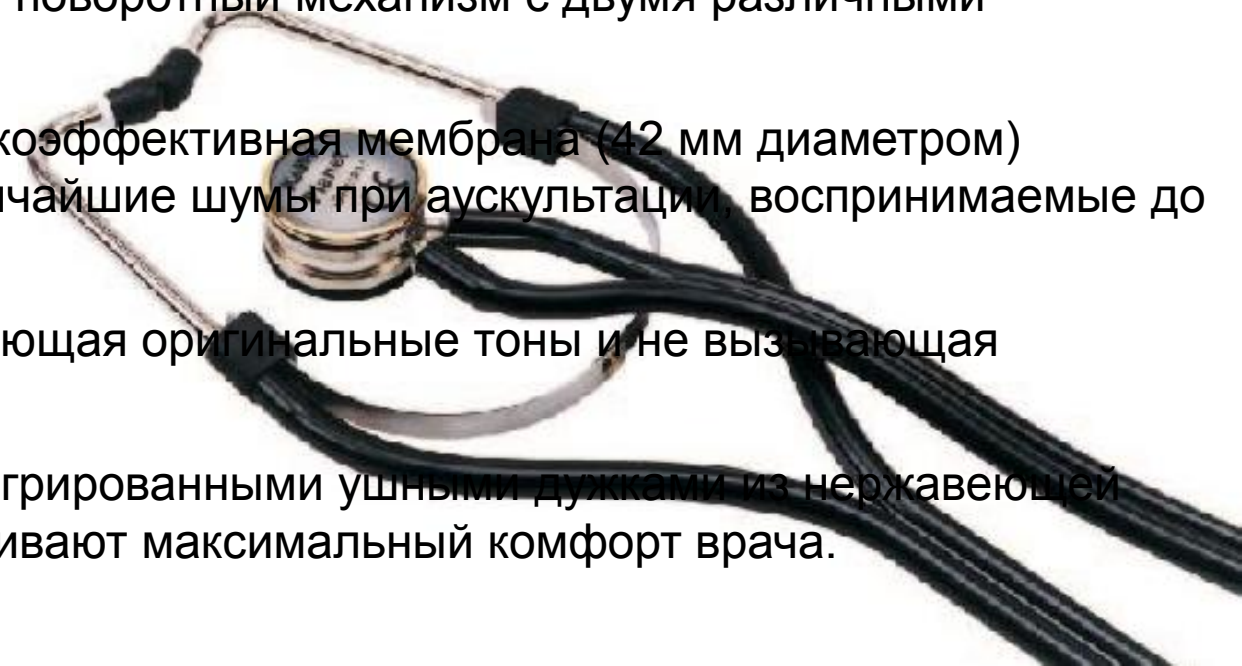 поворотный механизм с двумя различными
коэффективная мембрана (42 мм диаметром)
чайшие шумы при аускультации, воспринимаемые до
ющая оригинальные тоны и не вызывающая
грированными ушными дужками из нержавеющей
ивают максимальный комфорт врача.